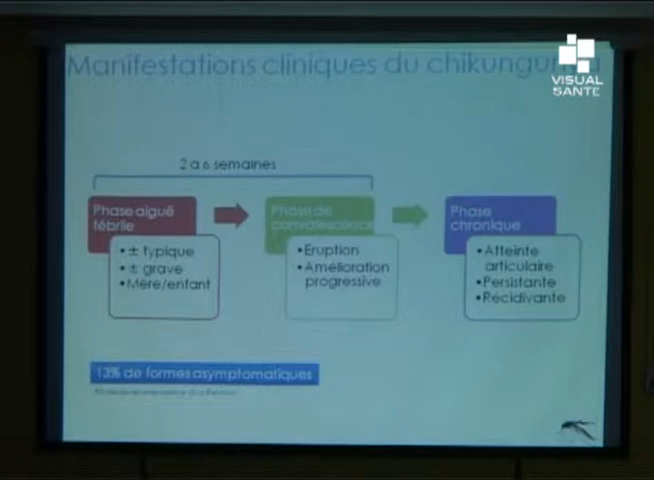 Manifestations cliniques du chikungunya
VISUAL
SANTE
2 à 6 semaines
Phase aiguë
fébrile
• ± typique
• ± grave
• Mère/enfant
Phase de
convalescence
• Eruption
• Amélioration
progressive
Phase
chronique
• Atteinte
articulaire
• Persistante
• Récidivante
13% de formes asymptomatiques